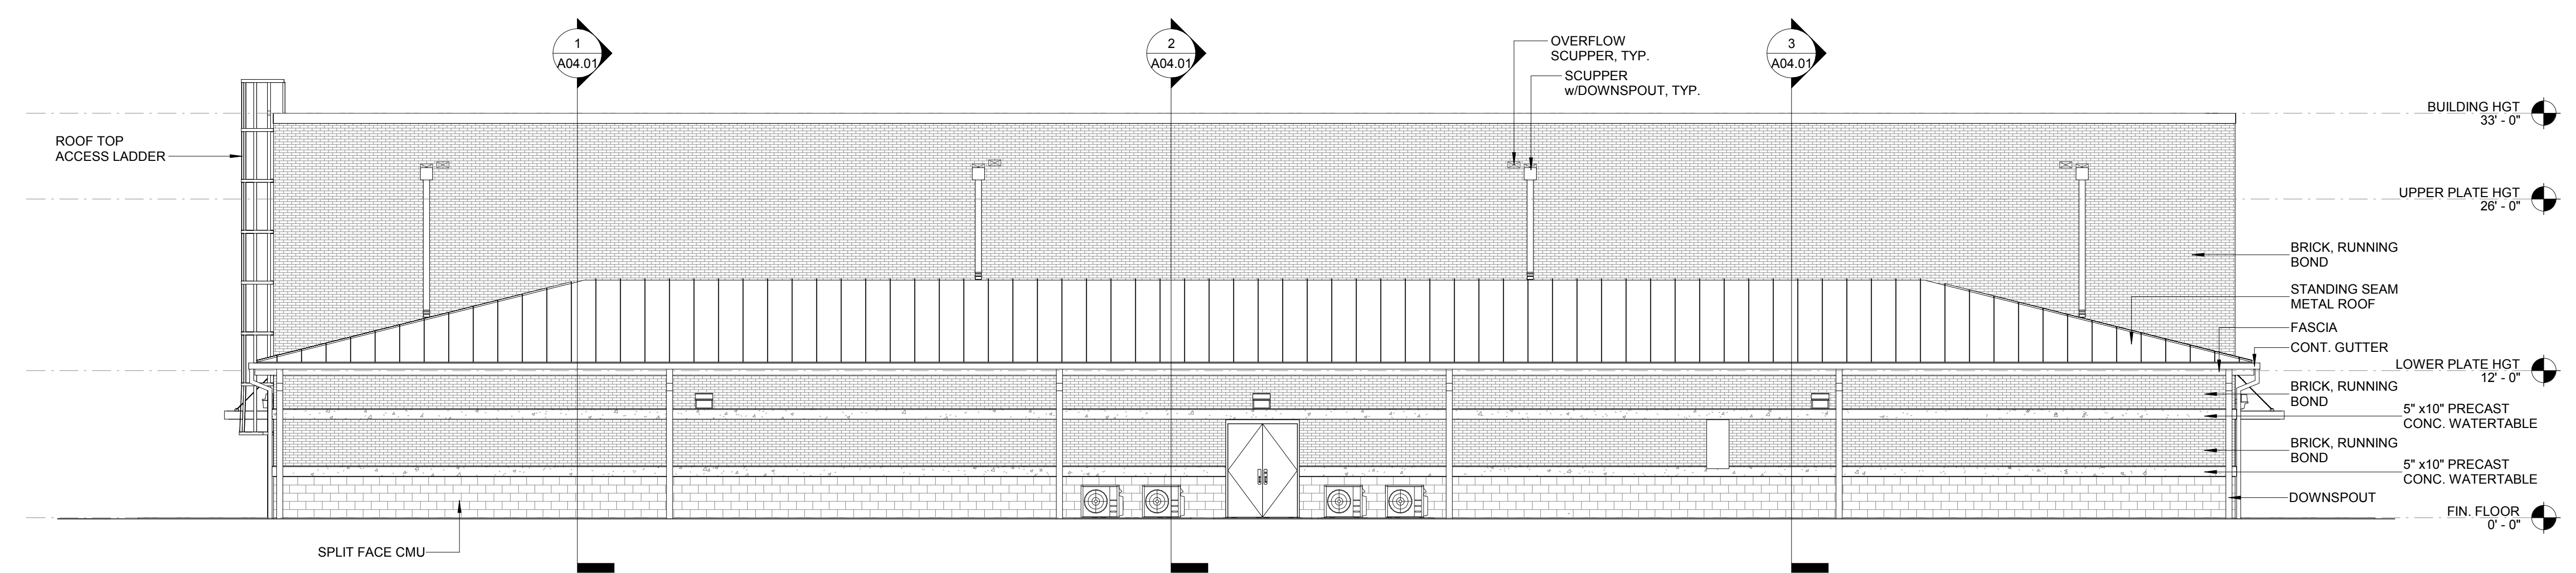 1
A04.01
2
A04.01
3
A04.01
OVERFLOW
SCUPPER, TYP.
SCUPPER
w/DOWNSPOUT, TYP.
ROOF TOP
ACCESS LADDER
BUILDING HGT
33' - 0"
UPPER PLATE HGT
26' - 0"
BRICK, RUNNING
BOND
STANDING SEAM
METAL ROOF
FASCIA
CONT. GUTTER
LOWER PLATE HGT
12' - 0"
BRICK, RUNNING
BOND
5" x10" PRECAST
CONC. WATERTABLE
BRICK, RUNNING
BOND
5" x10" PRECAST
CONC. WATERTABLE
DOWNSPOUT
FIN. FLOOR
0' - 0"
SPLIT FACE CMU